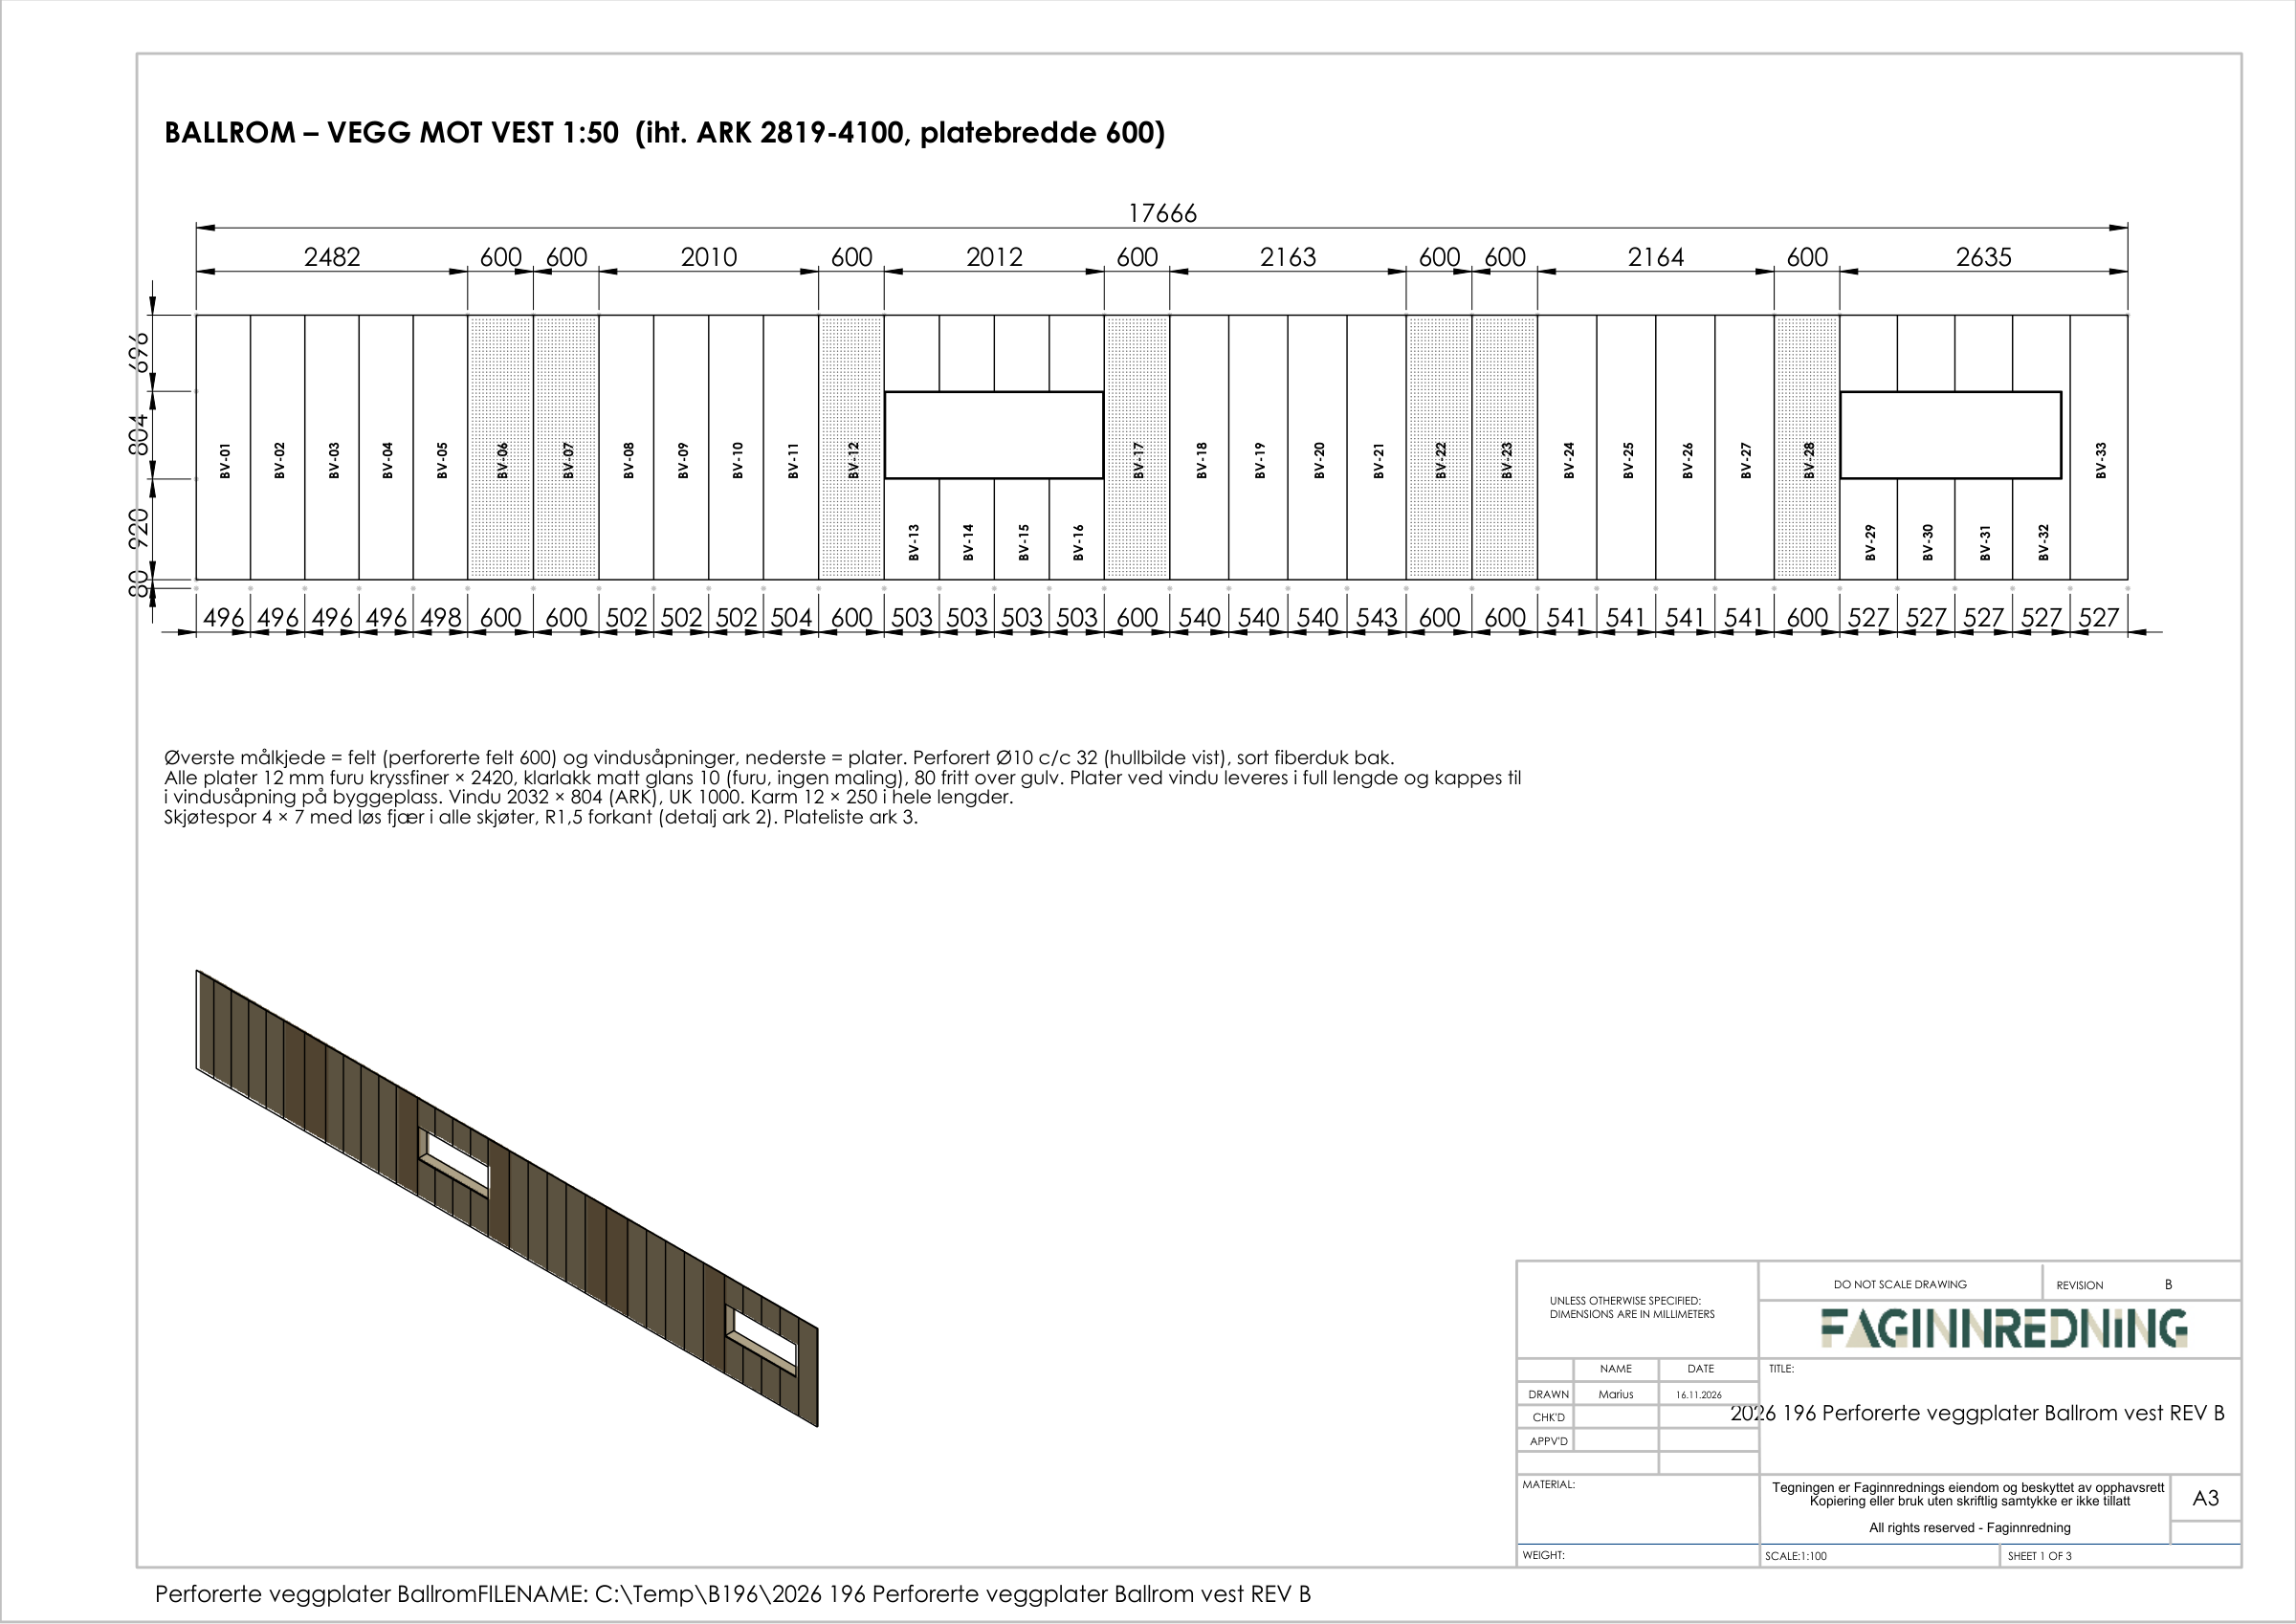 BALLROM – VEGG MOT VEST 1:50 (iht. ARK 2819-4100, platebredde 600)
17666
2482 600 600 2010 600 2012 600 2163 600 600 2164 600 2635
696
804
920
80
BV-01 BV-02 BV-03 BV-04 BV-05 BV-06 BV-07 BV-08 BV-09 BV-10 BV-11 BV-12 BV-17 BV-18 BV-19 BV-20 BV-21 BV-22 BV-23 BV-24 BV-25 BV-26 BV-27 BV-28 BV-33
BV-13 BV-14 BV-15 BV-16 BV-29 BV-30 BV-31 BV-32
496 496 496 496 498 600 600 502 502 502 504 600 503 503 503 503 600 540 540 540 543 600 600 541 541 541 541 600 527 527 527 527 527
Øverste målkjede = felt (perforerte felt 600) og vindusåpninger, nederste = plater. Perforert Ø10 c/c 32 (hullbilde vist), sort fiberduk bak.
Alle plater 12 mm furu kryssfiner × 2420, klarlakk matt glans 10 (furu, ingen maling), 80 fritt over gulv. Plater ved vindu leveres i full lengde og kappes til
i vindusåpning på byggeplass. Vindu 2032 × 804 (ARK), UK 1000. Karm 12 × 250 i hele lengder.
Skjøtespor 4 × 7 med løs fjær i alle skjøter, R1,5 forkant (detalj ark 2). Plateliste ark 3.
UNLESS OTHERWISE SPECIFIED:
DIMENSIONS ARE IN MILLIMETERS
DO NOT SCALE DRAWING
REVISION B
FAGINNREDNING
NAME DATE
TITLE:
DRAWN Marius 16.11.2026
CHK'D
APPV'D
2026 196 Perforerte veggplater Ballrom vest REV B
MATERIAL:
Tegningen er Faginnrednings eiendom og beskyttet av opphavsrett
Kopiering eller bruk uten skriftlig samtykke er ikke tillatt
All rights reserved - Faginnredning
A3
WEIGHT:
SCALE:1:100
SHEET 1 OF 3
Perforerte veggplater BallromFILENAME: C:\Temp\B196\2026 196 Perforerte veggplater Ballrom vest REV B